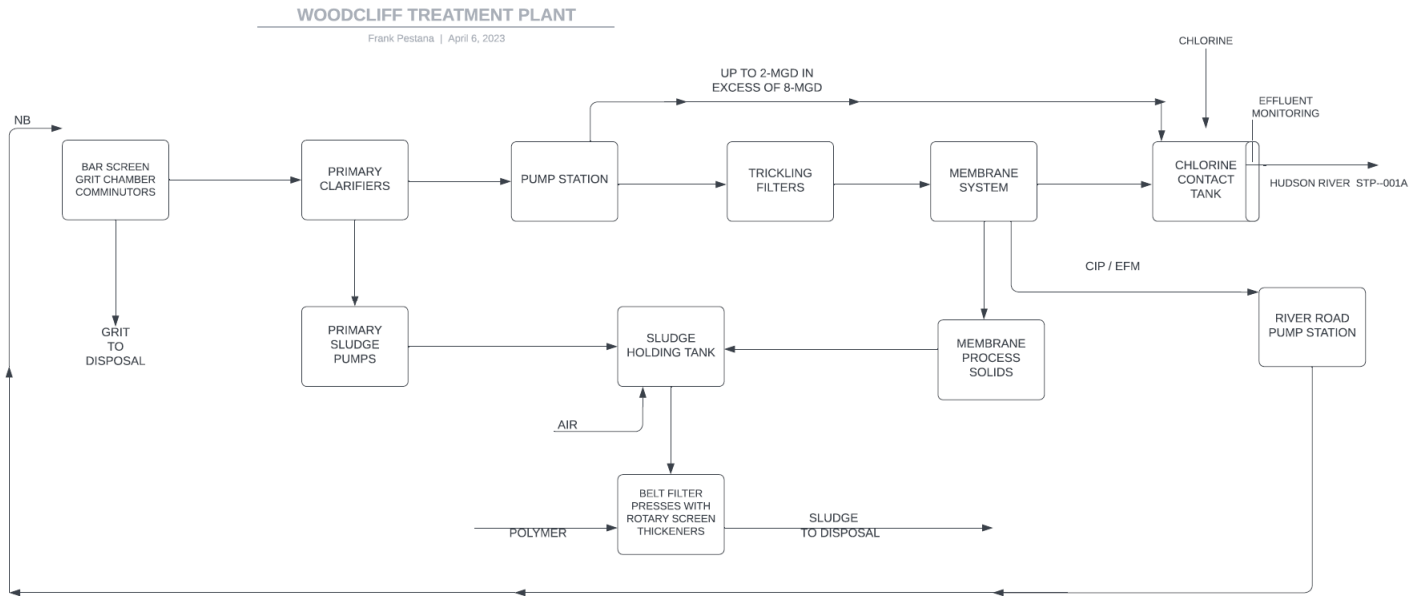 WOODCLIFF TREATMENT PLANT
Frank Pestana | April 6, 2023
CHLORINE
UP TO 2-MGD IN
EXCESS OF 8-MGD
EFFLUENT
MONITORING
NB
BAR SCREEN
GRIT CHAMBER
COMMINUTORS
PRIMARY
CLARIFIERS
PUMP STATION
TRICKLING
FILTERS
MEMBRANE
SYSTEM
CHLORINE
CONTACT
TANK
HUDSON RIVER STP--001A
CIP / EFM
GRIT
TO
DISPOSAL
PRIMARY
SLUDGE
PUMPS
SLUDGE
HOLDING TANK
MEMBRANE
PROCESS
SOLIDS
RIVER ROAD
PUMP STATION
AIR
BELT FILTER
PRESSES WITH
ROTARY SCREEN
THICKENERS
POLYMER
SLUDGE
TO DISPOSAL